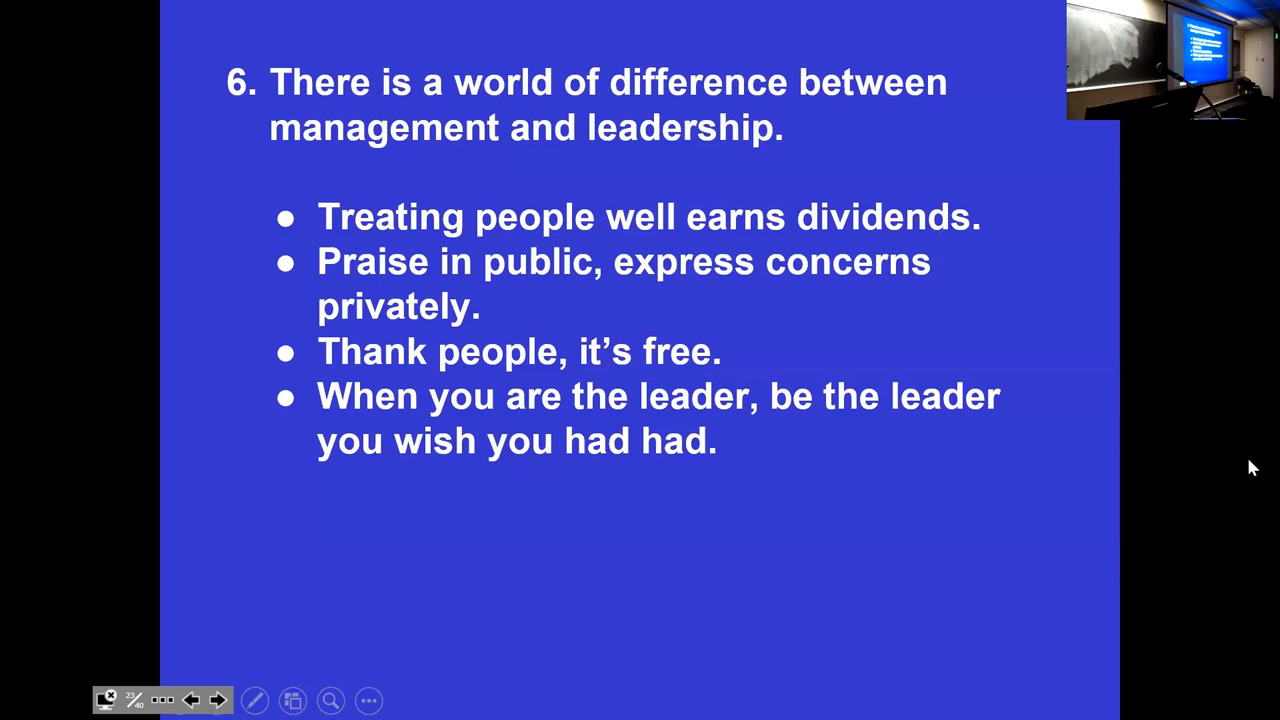 6. There is a world of difference between
management and leadership.
● Treating people well earns dividends.
● Praise in public, express concerns
privately.
● Thank people, it’s free.
● When you are the leader, be the leader
you wish you had had.
23/40